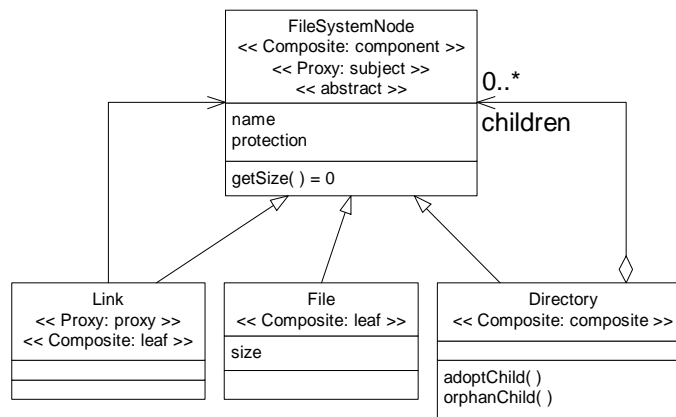 FileSystemNode
<< Composite: component >>
<< Proxy: subject >>
<< abstract >>
0..*
children
name
protection
getSize( ) = 0
Link
<< Proxy: proxy >>
<< Composite: leaf >>
File
<< Composite: leaf >>
size
Directory
<< Composite: composite >>
adoptChild( )
orphanChild( )